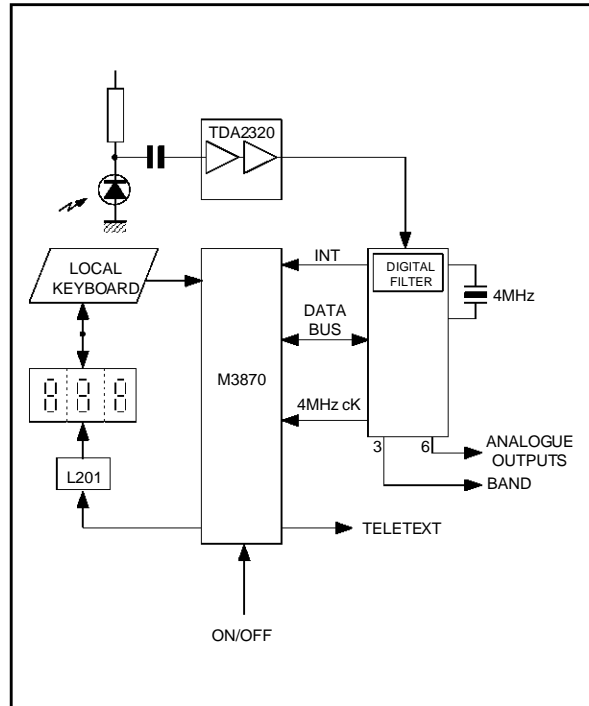 TDA2320
LOCAL
KEYBOARD
INT
DIGITAL
FILTER
4MHz
DATA
BUS
M3870
4MHz cK
3
6
ANALOGUE
OUTPUTS
BAND
L201
TELETEXT
ON/OFF